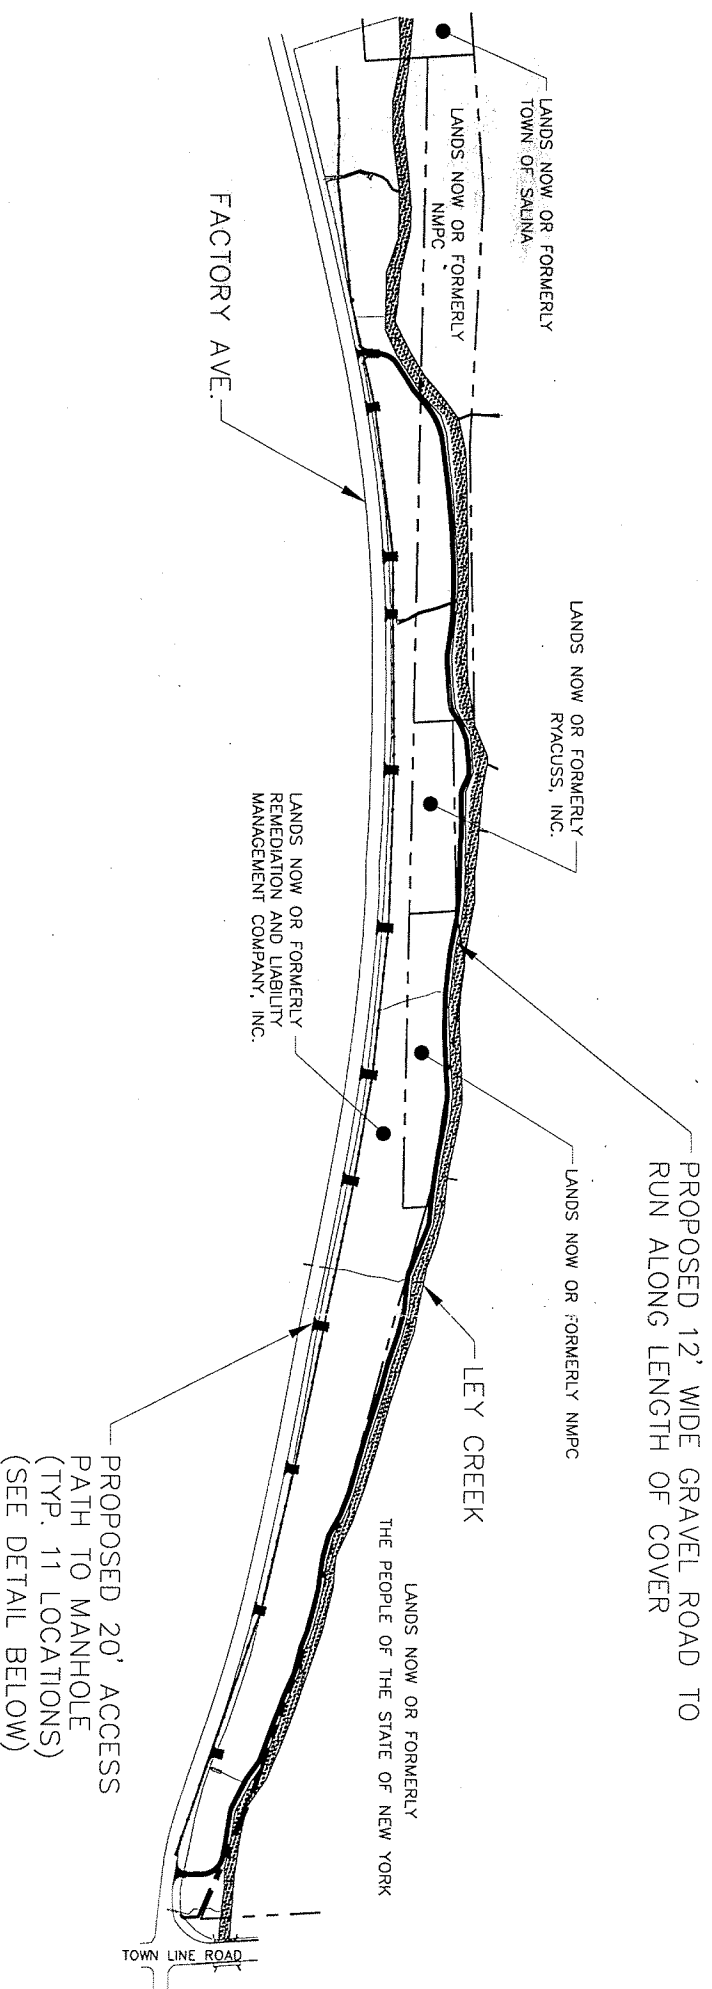 LANDS NOW OR FORMERLY
TOWN OF SALINA
LANDS NOW OR FORMERLY
NMPC
FACTORY AVE.
LANDS NOW OR FORMERLY
RYACUSS, INC.
LANDS NOW OR FORMERLY
REMEDIATION AND LIABILITY
MANAGEMENT COMPANY, INC.
PROPOSED 12' WIDE GRAVEL ROAD TO
RUN ALONG LENGTH OF COVER
LANDS NOW OR FORMERLY NMPC
LEY CREEK
LANDS NOW OR FORMERLY
THE PEOPLE OF THE STATE OF NEW YORK
PROPOSED 20' ACCESS
PATH TO MANHOLE
(TYP. 11 LOCATIONS)
(SEE DETAIL BELOW)
TOWN LINE ROAD